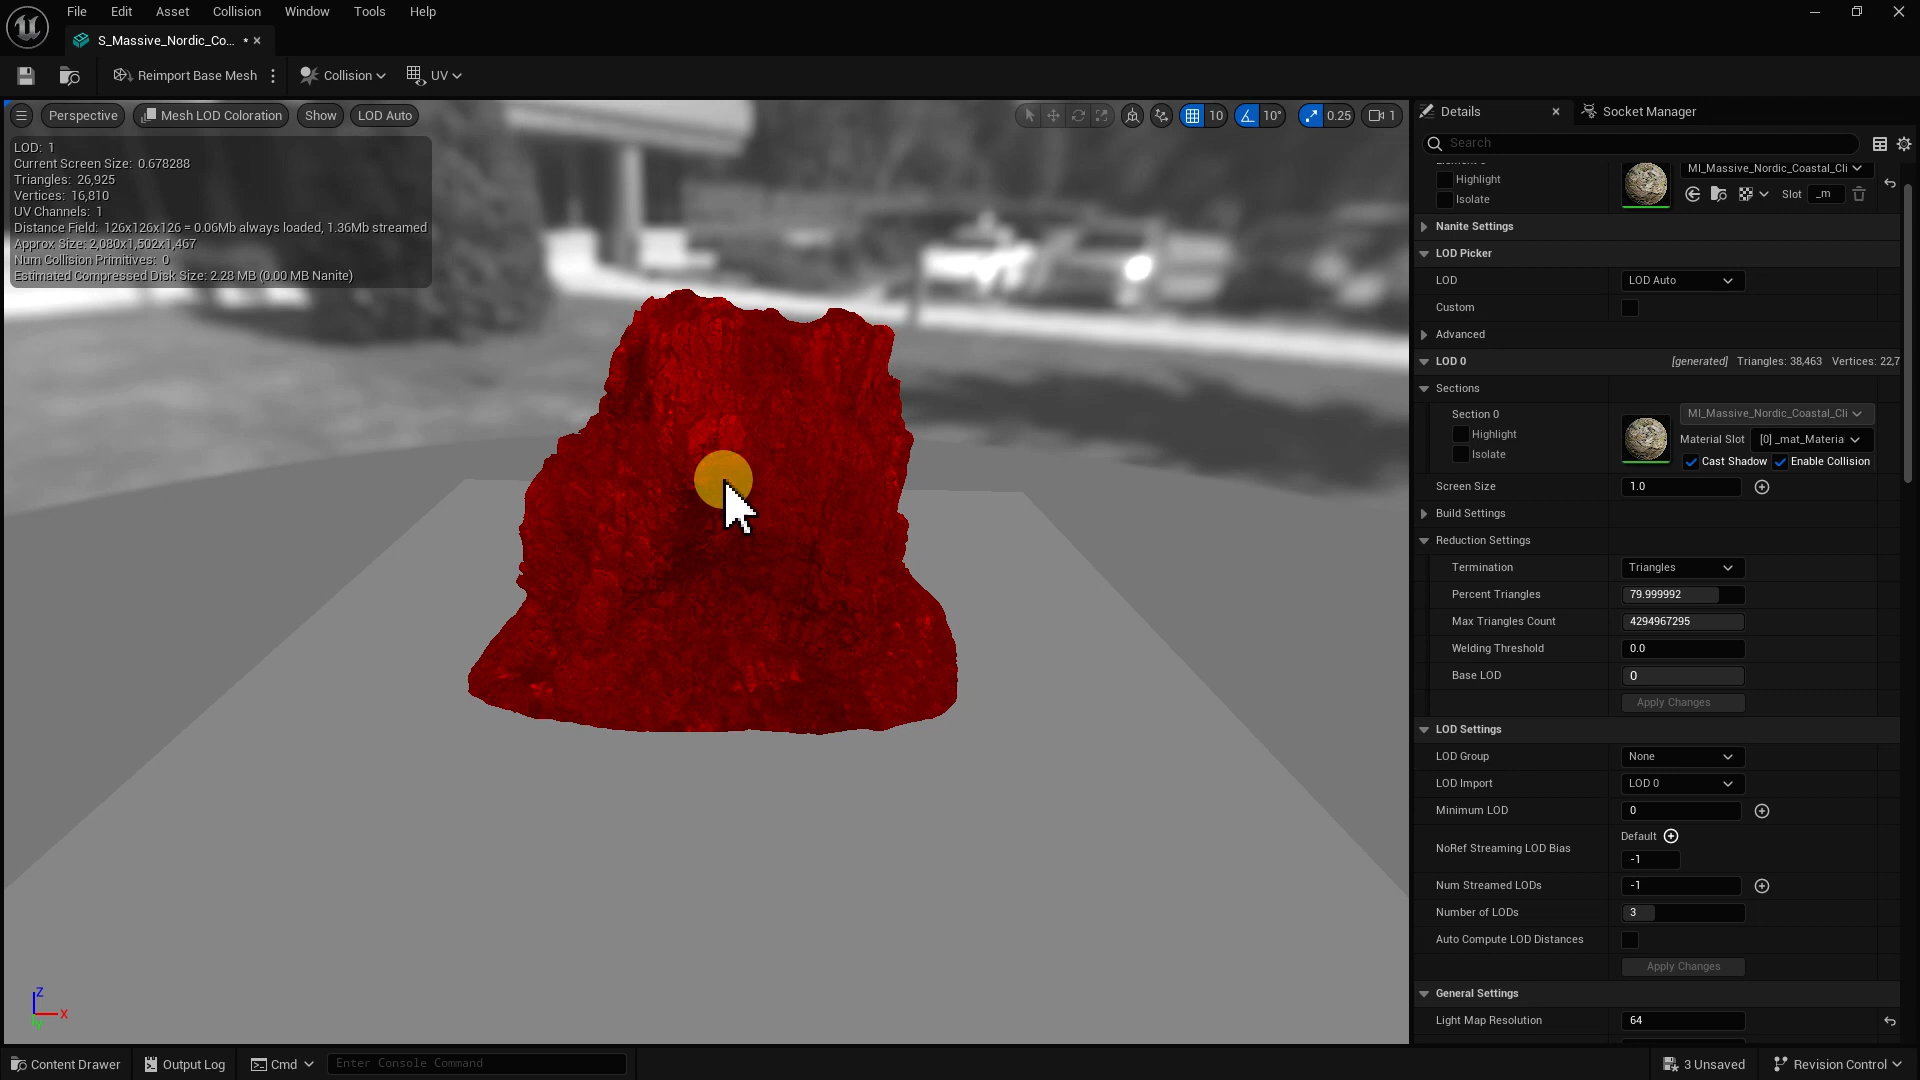 File Edit Asset Collision Window Tools Help
S_Massive_Nordic_Co... •
Reimport Base Mesh Collision UV
Perspective Mesh LOD Coloration Show LOD Auto 10 10° 0.25 1
LOD: 1
Current Screen Size: 0.678288
Triangles: 26,925
Vertices: 16,810
UV Channels: 1
Distance Field: 126x126x126 = 0.06Mb always loaded, 1.36Mb streamed
Approx Size: 2,080x1,502x1,467
Num Collision Primitives: 0
Estimated Compressed Disk Size: 2.28 MB (0.00 MB Nanite)
Z
X
Y
Details Socket Manager
Search
MI_Massive_Nordic_Coastal_Cli
Highlight
Isolate Slot _m
Nanite Settings
LOD Picker
LOD LOD Auto
Custom
Advanced
LOD 0 [generated] Triangles: 38,463 Vertices: 22,7
Sections
Section 0 MI_Massive_Nordic_Coastal_Cli
Highlight Material Slot [0] _mat_Materia
Isolate Cast Shadow Enable Collision
Screen Size 1.0
Build Settings
Reduction Settings
Termination Triangles
Percent Triangles 79.999992
Max Triangles Count 4294967295
Welding Threshold 0.0
Base LOD 0
Apply Changes
LOD Settings
LOD Group None
LOD Import LOD 0
Minimum LOD 0
Default
NoRef Streaming LOD Bias
-1
Num Streamed LODs -1
Number of LODs 3
Auto Compute LOD Distances
Apply Changes
General Settings
Light Map Resolution 64
Content Drawer Output Log Cmd Enter Console Command 3 Unsaved Revision Control